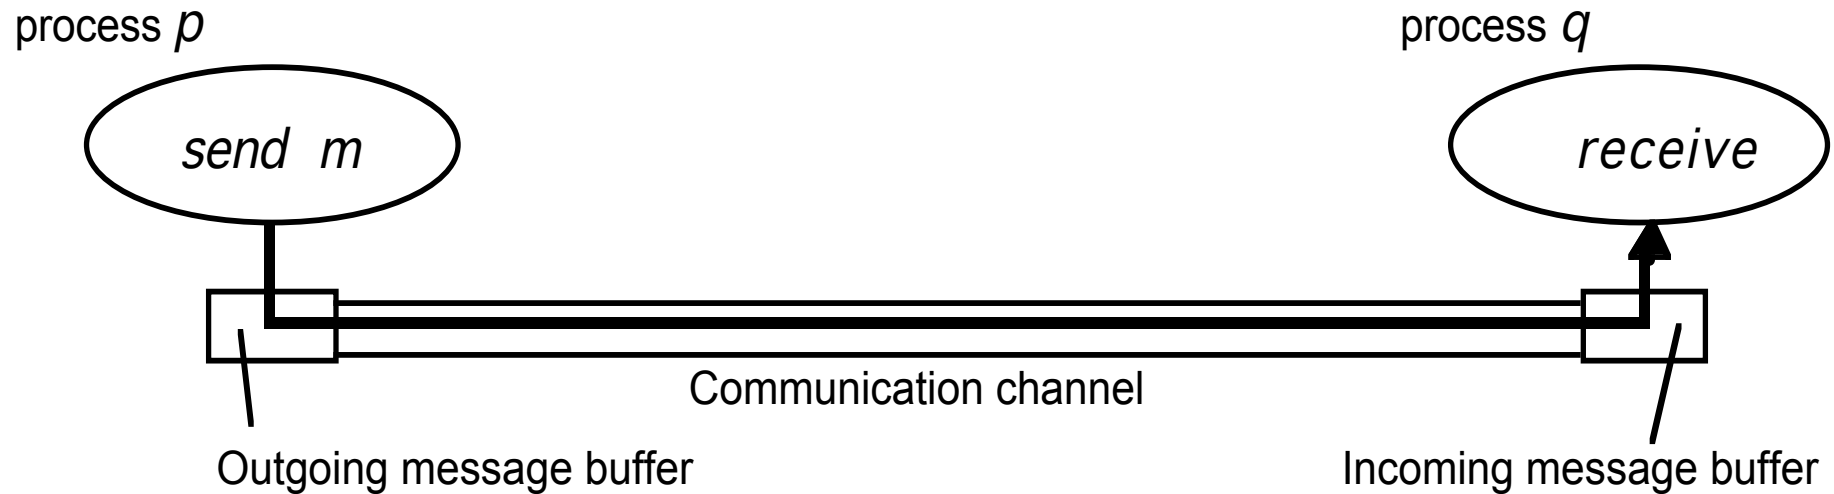 process p
process q
send m
receive
Communication channel
Outgoing message buffer
Incoming message buffer